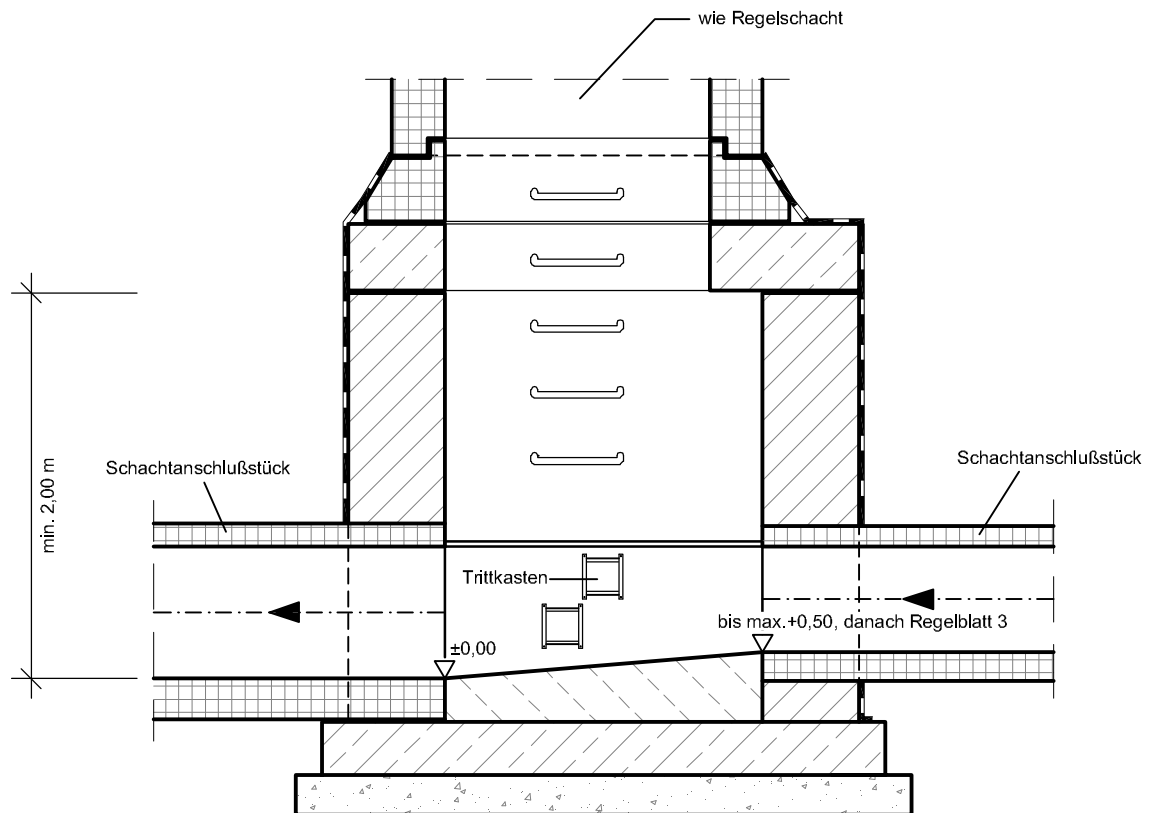 wie Regelschacht
Schachtanschlußstück
Schachtanschlußstück
min. 2,00 m
Trittkasten
bis max.+0,50, danach Regelblatt 3
±0,00